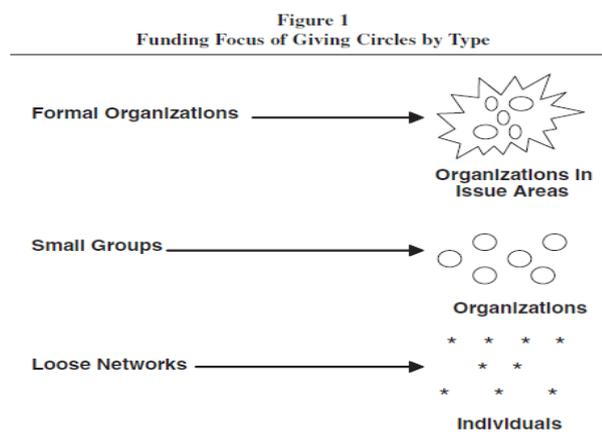 Figure 1
Funding Focus of Giving Circles by Type
Formal Organizations
Organizations In
Issue Areas
Small Groups
Organizations
Loose Networks
Individuals